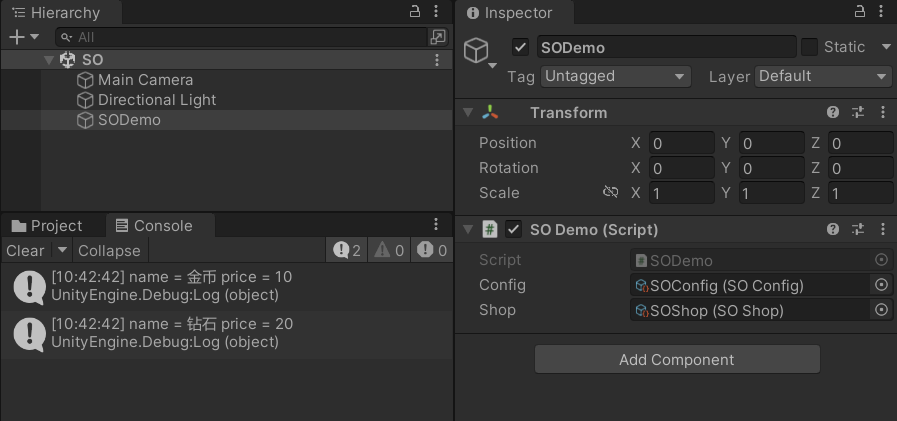 Hierarchy
All
SO
Main Camera
Directional Light
SODemo
Project
Console
Clear
Collapse
2
0
0
[10:42:42] name = 金币 price = 10
UnityEngine.Debug:Log (object)
[10:42:42] name = 钻石 price = 20
UnityEngine.Debug:Log (object)
Inspector
SODemo
Static
Tag Untagged
Layer Default
Transform
Position X 0 Y 0 Z 0
Rotation X 0 Y 0 Z 0
Scale X 1 Y 1 Z 1
# SO Demo (Script)
Script # SODemo
Config SOConfig (SO Config)
Shop SOShop (SO Shop)
Add Component